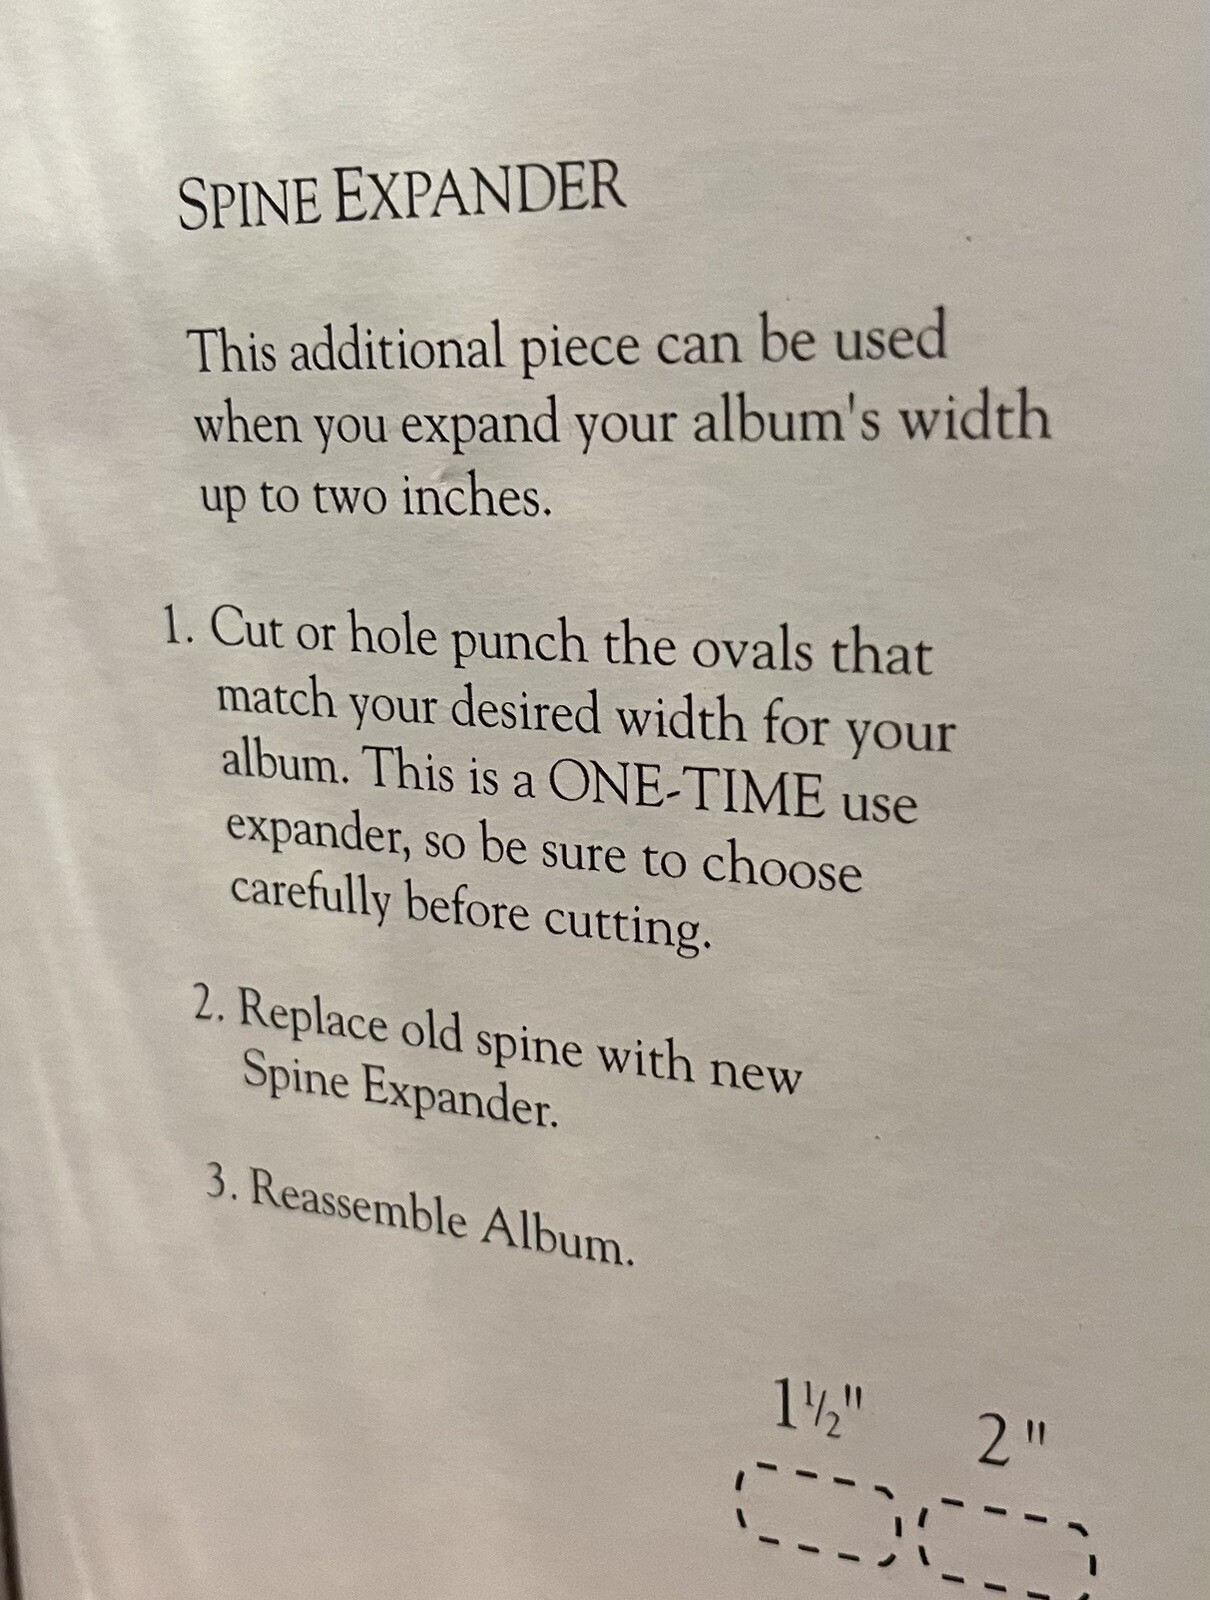 SPINE EXPANDER
This additional piece can be used
when you expand your album's width
up to two inches.
1. Cut or hole punch the ovals that
match your desired width for your
album. This is a ONE-TIME use
expander, so be sure to choose
carefully before cutting.
2. Replace old spine with new
Spine Expander.
3. Reassemble Album.
1½" 2"